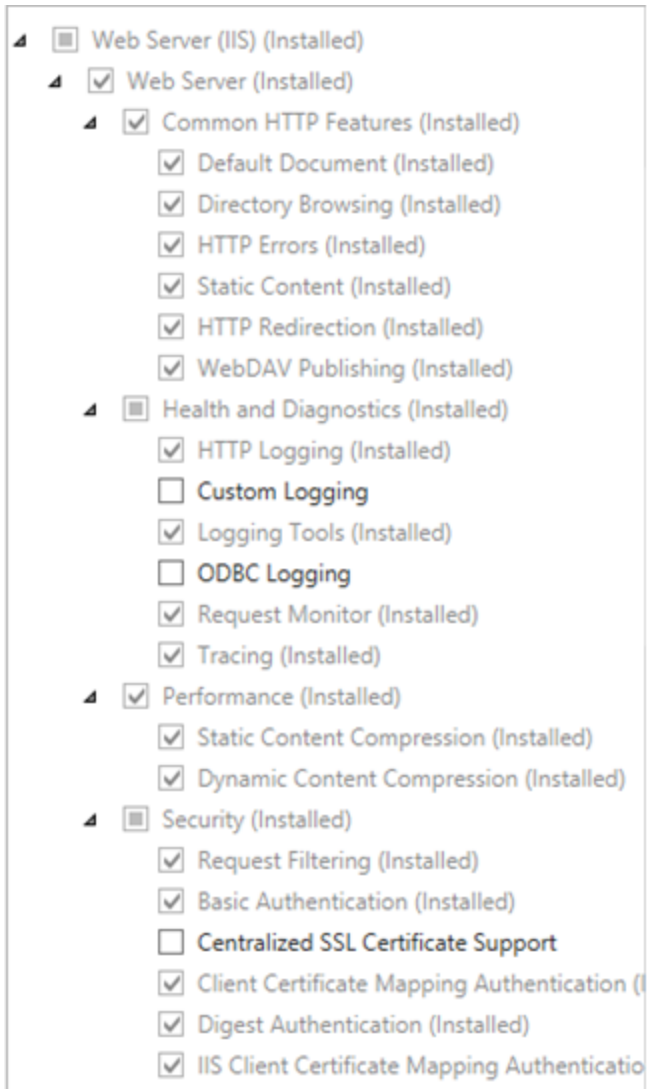 Web Server (IIS) (Installed)
Web Server (Installed)
Common HTTP Features (Installed)
Default Document (Installed)
Directory Browsing (Installed)
HTTP Errors (Installed)
Static Content (Installed)
HTTP Redirection (Installed)
WebDAV Publishing (Installed)
Health and Diagnostics (Installed)
HTTP Logging (Installed)
Custom Logging
Logging Tools (Installed)
ODBC Logging
Request Monitor (Installed)
Tracing (Installed)
Performance (Installed)
Static Content Compression (Installed)
Dynamic Content Compression (Installed)
Security (Installed)
Request Filtering (Installed)
Basic Authentication (Installed)
Centralized SSL Certificate Support
Client Certificate Mapping Authentication (I
Digest Authentication (Installed)
IIS Client Certificate Mapping Authenticatio